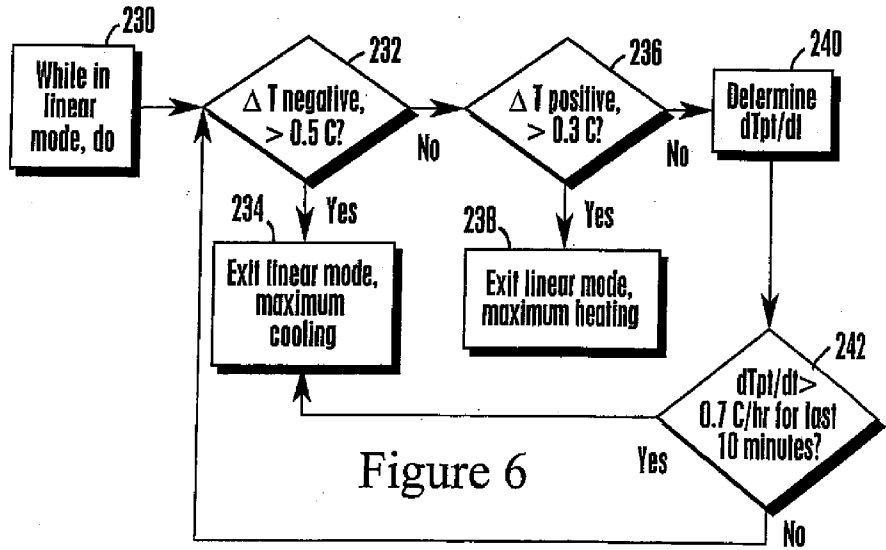 230
While in
linear
mode, do
232
Δ T negative,
> 0.5 C?
No
Yes
234
Exit linear mode,
maximum
cooling
236
Δ T positive,
> 0.3 C?
No
Yes
238
Exit linear mode,
maximum heating
240
Determine
dTpt/dt
242
dTpt/dt>
0.7 C/hr for last
10 minutes?
Yes
No
Figure 6